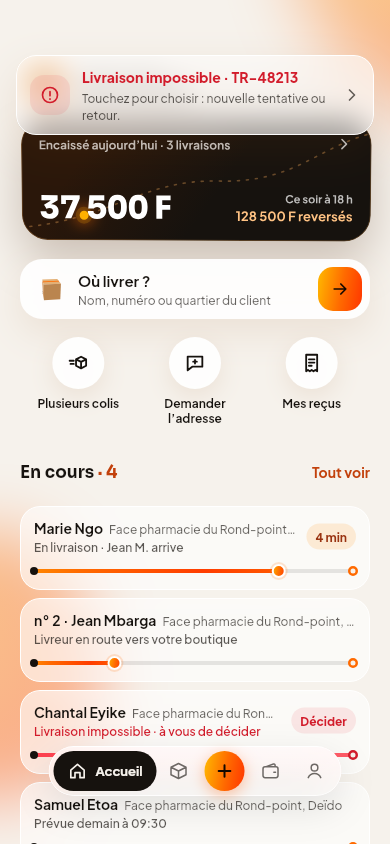 Livraison impossible · TR-48213
Touchez pour choisir : nouvelle tentative ou
retour.
Encaissé aujourd’hui · 3 livraisons
37 500 F
Ce soir à 18 h
128 500 F reversés
Où livrer ?
Nom, numéro ou quartier du client
Plusieurs colis
Demander
l’adresse
Mes reçus
En cours · 4
Tout voir
Marie Ngo Face pharmacie du Rond-point…
4 min
En livraison · Jean M. arrive
n° 2 · Jean Mbarga Face pharmacie du Rond-point, …
Livreur en route vers votre boutique
Chantal Eyike Face pharmacie du Ron…
Décider
Livraison impossible · à vous de décider
Accueil
Samuel Etoa Face pharmacie du Rond-point, Deïdo
Prévue demain à 09:30